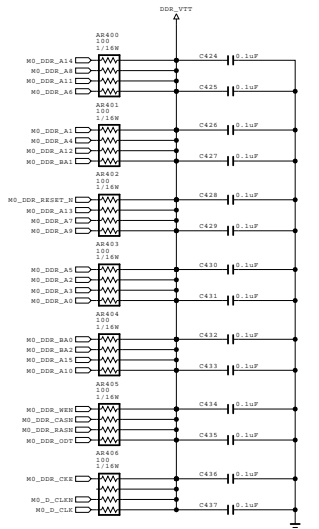 DDR_VTT
AR400
100
1/16W
C424 0.1uF
M0_DDR_A14
M0_DDR_A8
M0_DDR_A11
C425 0.1uF
M0_DDR_A6
AR401
100
1/16W
C426 0.1uF
M0_DDR_A1
M0_DDR_A4
M0_DDR_A12
C427 0.1uF
M0_DDR_BA1
AR402
100
1/16W
C428 0.1uF
M0_DDR_RESET_N
M0_DDR_A13
M0_DDR_A7
C429 0.1uF
M0_DDR_A9
AR403
100
1/16W
C430 0.1uF
M0_DDR_A5
M0_DDR_A2
M0_DDR_A3
C431 0.1uF
M0_DDR_A0
AR404
100
1/16W
C432 0.1uF
M0_DDR_BA0
M0_DDR_BA2
M0_DDR_A15
C433 0.1uF
M0_DDR_A10
AR405
100
1/16W
C434 0.1uF
M0_DDR_WEN
M0_DDR_CASN
M0_DDR_RASN
C435 0.1uF
M0_DDR_ODT
AR406
100
1/16W
C436 0.1uF
M0_DDR_CKE
M0_D_CLKN
C437 0.1uF
M0_D_CLK